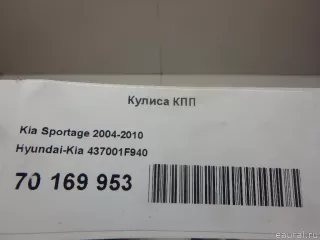 Кулиса КПП
Kia Sportage 2004-2010
Hyundai-Kia 437001F940
70 169 953
© eaural.ru